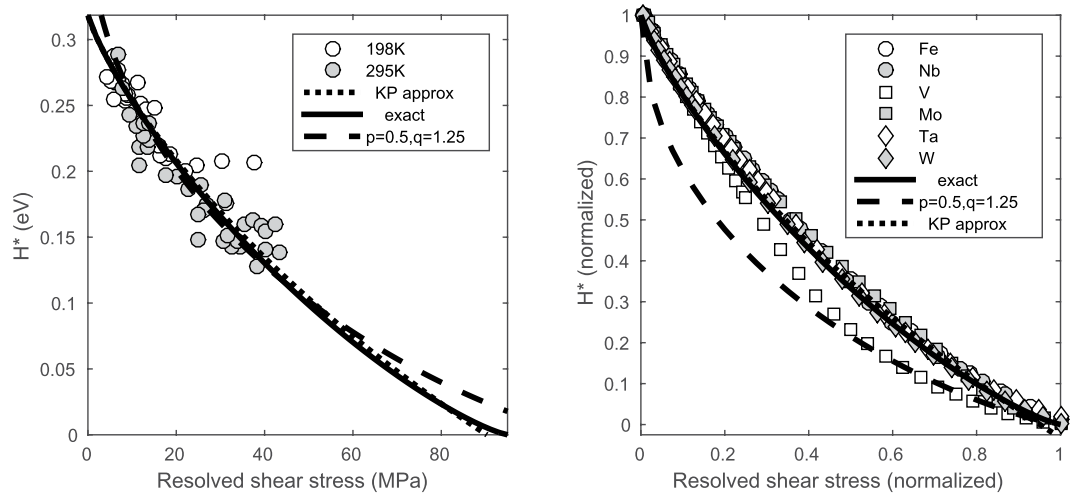 0.3
0.25
0.2
0.15
0.1
0.05
0
H* (eV)
0
20
40
60
80
Resolved shear stress (MPa)
198K
295K
KP approx
exact
p=0.5,q=1.25
1
0.9
0.8
0.7
0.6
0.5
0.4
0.3
0.2
0.1
0
H* (normalized)
0
0.2
0.4
0.6
0.8
1
Resolved shear stress (normalized)
Fe
Nb
V
Mo
Ta
W
exact
p=0.5,q=1.25
KP approx